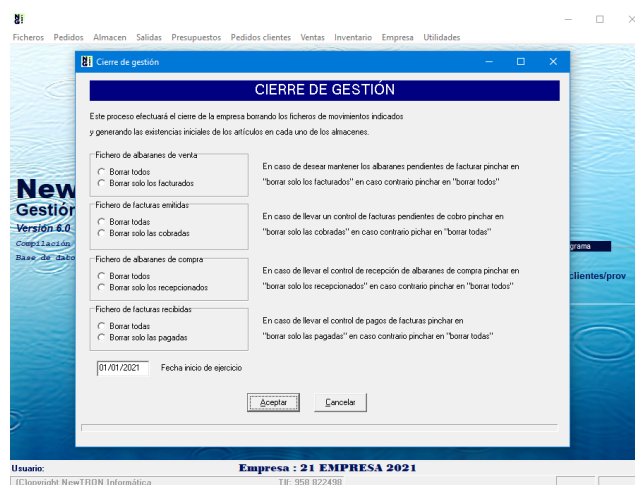 Ficheros Pedidos Almacen Salidas Presupuestos Pedidos clientes Ventas Inventario Empresa Utilidades
Cierre de gestión
CIERRE DE GESTIÓN
Este proceso efectuará el cierre de la empresa borrando los ficheros de movimientos indicados
y generando las existencias iniciales de los artículos en cada uno de los almacenes.
Fichero de albaranes de venta
Borrar todos
Borrar solo los facturados
En caso de desear mantener los albaranes pendientes de facturar pinchar en
"borrar solo los facturados" en caso contrario pinchar en "borrar todos"
Fichero de facturas emitidas
Borrar todas
Borrar solo las cobradas
En caso de llevar un control de facturas pendientes de cobro pinchar en
"borrar solo las cobradas" en caso contrario pichar en "borrar todas"
Fichero de albaranes de compra
Borrar todos
Borrar solo los recepcionados
En caso de llevar el control de recepción de albaranes de compra pinchar en
"borrar solo los recepcionados" en caso contrario pinchar en "borrar todos"
Fichero de facturas recibidas
Borrar todas
Borrar solo las pagadas
En caso de llevar el control de pagos de facturas pinchar en
"borrar solo las pagadas" en caso contrario pinchar en "borrar todas"
01/01/2021 Fecha inicio de ejercicio
Aceptar Cancelar
New
Gestión
Versión 6.0
Compilación
Base de dato
grama
clientes/prov
Usuario: Empresa : 21 EMPRESA 2021
(C)opyright NewTRON Informática Tlf: 958 822498